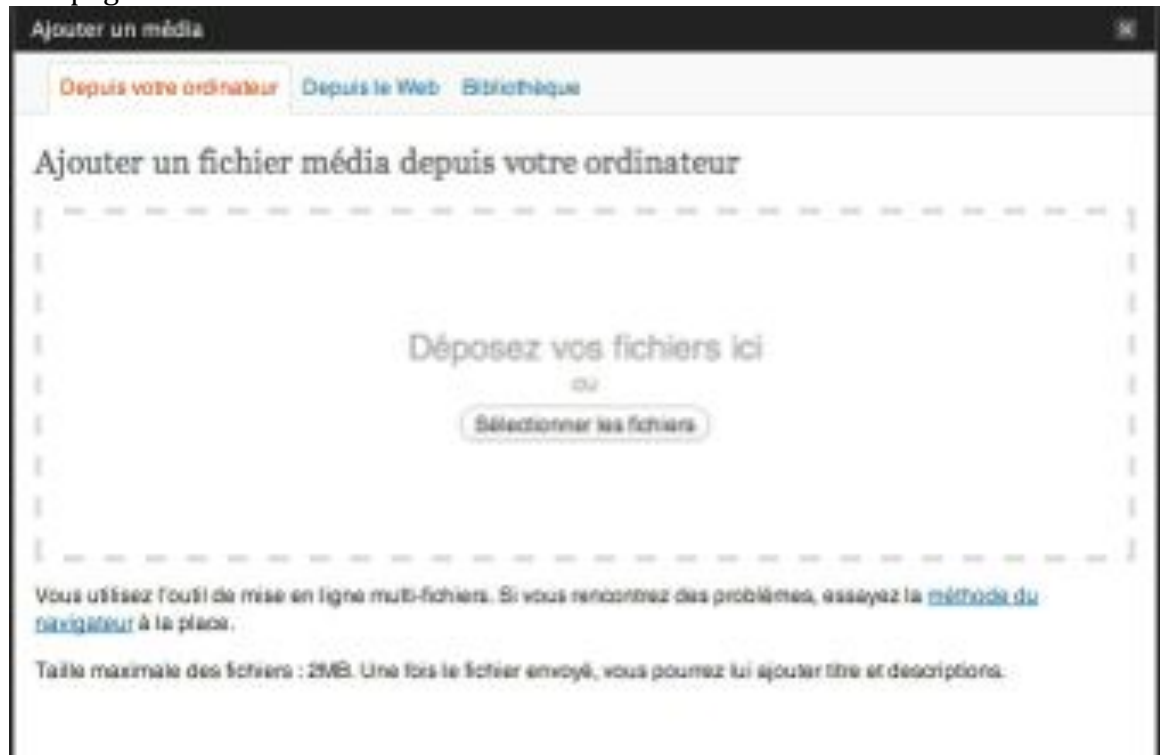 Ajouter un média
Depuis votre ordinateur Depuis le Web Bibliothèque
Ajouter un fichier média depuis votre ordinateur
Déposez vos fichiers ici
ou
Sélectionner les fichiers
Vous utilisez l'outil de mise en ligne multi-fichiers. Si vous rencontrez des problèmes, essayez la méthode du
navigateur à la place.
Taille maximale des fichiers : 2MB. Une fois le fichier envoyé, vous pourrez lui ajouter titre et descriptions.